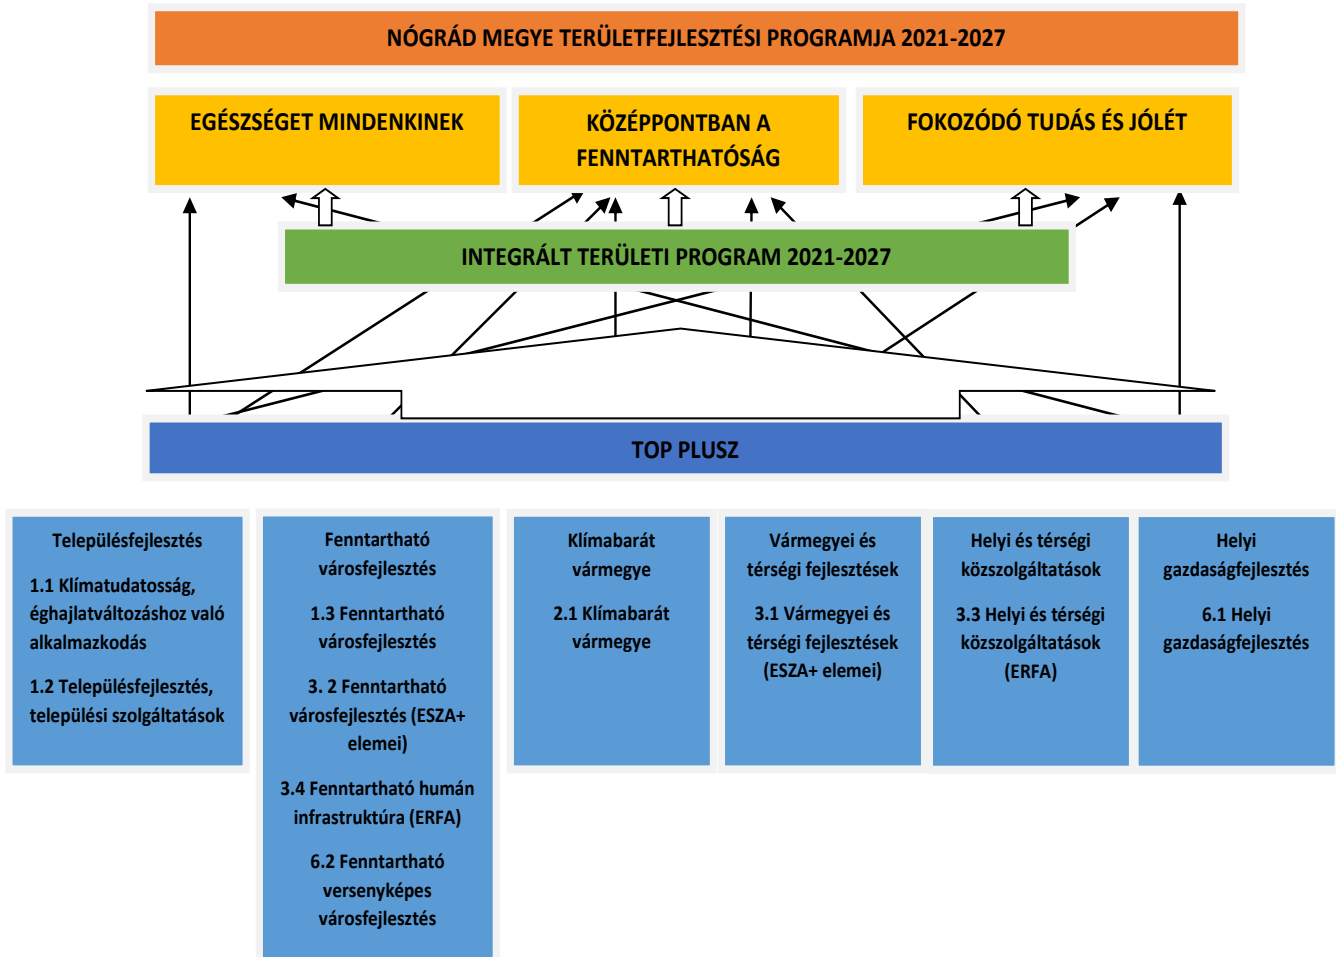 NÓGRÁD MEGYE TERÜLETFEJLESZTÉSI PROGRAMJA 2021-2027
EGÉSZSÉGET MINDENKINEK
KÖZÉPPONTBAN A
FENNTARTHATÓSÁG
FOKOZÓDÓ TUDÁS ÉS JÓLÉT
INTEGRÁLT TERÜLETI PROGRAM 2021-2027
TOP PLUSZ
Településfejlesztés
1.1 Klímatudatosság,
éghajlatváltozáshoz való
alkalmazkodás
1.2 Településfejlesztés,
települési szolgáltatások
Fenntartható
városfejlesztés
1.3 Fenntartható
városfejlesztés
3. 2 Fenntartható
városfejlesztés (ESZA+
elemei)
3.4 Fenntartható humán
infrastruktúra (ERFA)
6.2 Fenntartható
versenyképes
városfejlesztés
Klímabarát
vármegye
2.1 Klímabarát
vármegye
Vármegyei és
térségi fejlesztések
3.1 Vármegyei és
térségi fejlesztések
(ESZA+ elemei)
Helyi és térségi
közszolgáltatások
3.3 Helyi és térségi
közszolgáltatások
(ERFA)
Helyi
gazdaságfejlesztés
6.1 Helyi
gazdaságfejlesztés